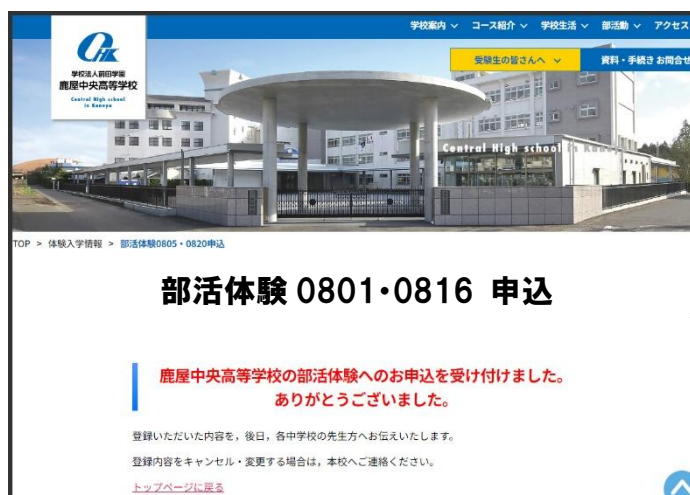 学校案内 コース紹介 学校生活 部活動 アクセス
CHK
学校法人前田学園
鹿屋中央高等学校
Central High school
in Kanoya
受験生の皆さんへ 資料・手続き お問合せ
Central High school in Kanoya
TOP > 体験入学情報 > 部活体験0805・0820申込
部活体験 0801・0816 申込
鹿屋中央高等学校の部活体験へのお申込を受け付けました。
ありがとうございました。
登録いただいた内容を，後日，各中学校の先生方へお伝えいたします。
登録内容をキャンセル・変更する場合は，本校へご連絡ください。
トップページに戻る